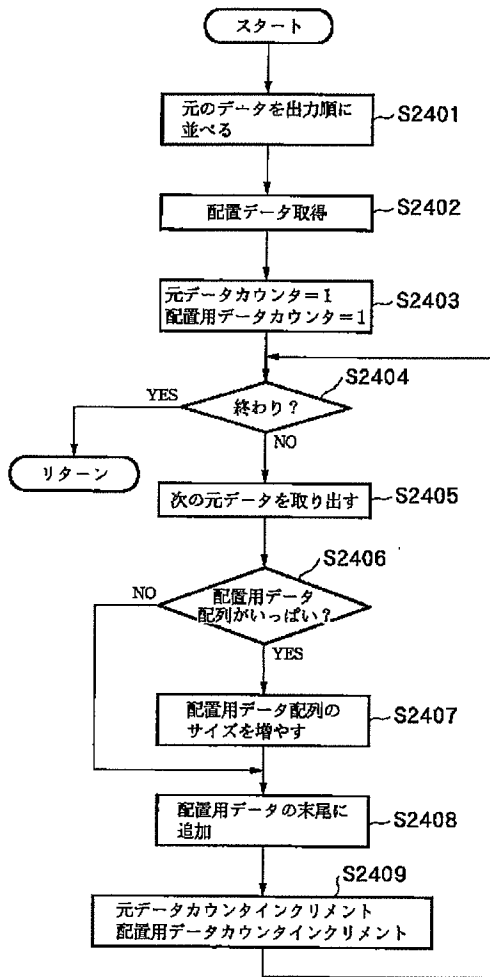 スタート
元のデータを出力順に
並べる
S2401
配置データ取得
S2402
元データカウンタ=1
配置用データカウンタ=1
S2403
S2404
終わり?
YES
NO
リターン
次の元データを取り出す
S2405
S2406
配置用データ
配列がいっぱい?
NO
YES
配置用データ配列の
サイズを増やす
S2407
配置用データの末尾に
追加
S2408
S2409
元データカウンタインクリメント
配置用データカウンタインクリメント